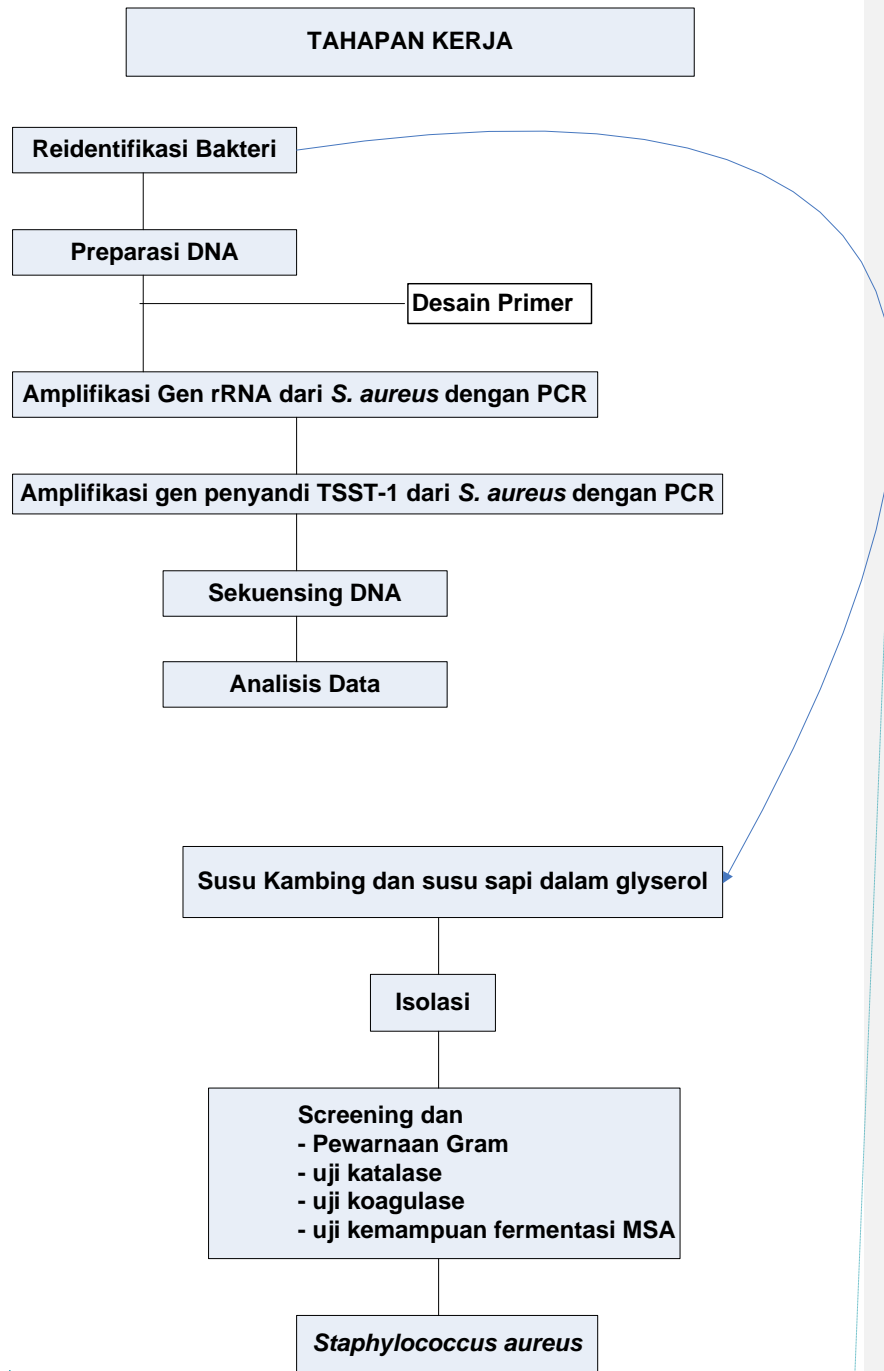 TAHAPAN KERJA
Reidentifikasi Bakteri
Preparasi DNA
Desain Primer
Amplifikasi Gen rRNA dari S. aureus dengan PCR
Amplifikasi gen penyandi TSST-1 dari S. aureus dengan PCR
Sekuensing DNA
Analisis Data
Susu Kambing dan susu sapi dalam glyserol
Isolasi
Screening dan
- Pewarnaan Gram
- uji katalase
- uji koagulase
- uji kemampuan fermentasi MSA
Staphylococcus aureus